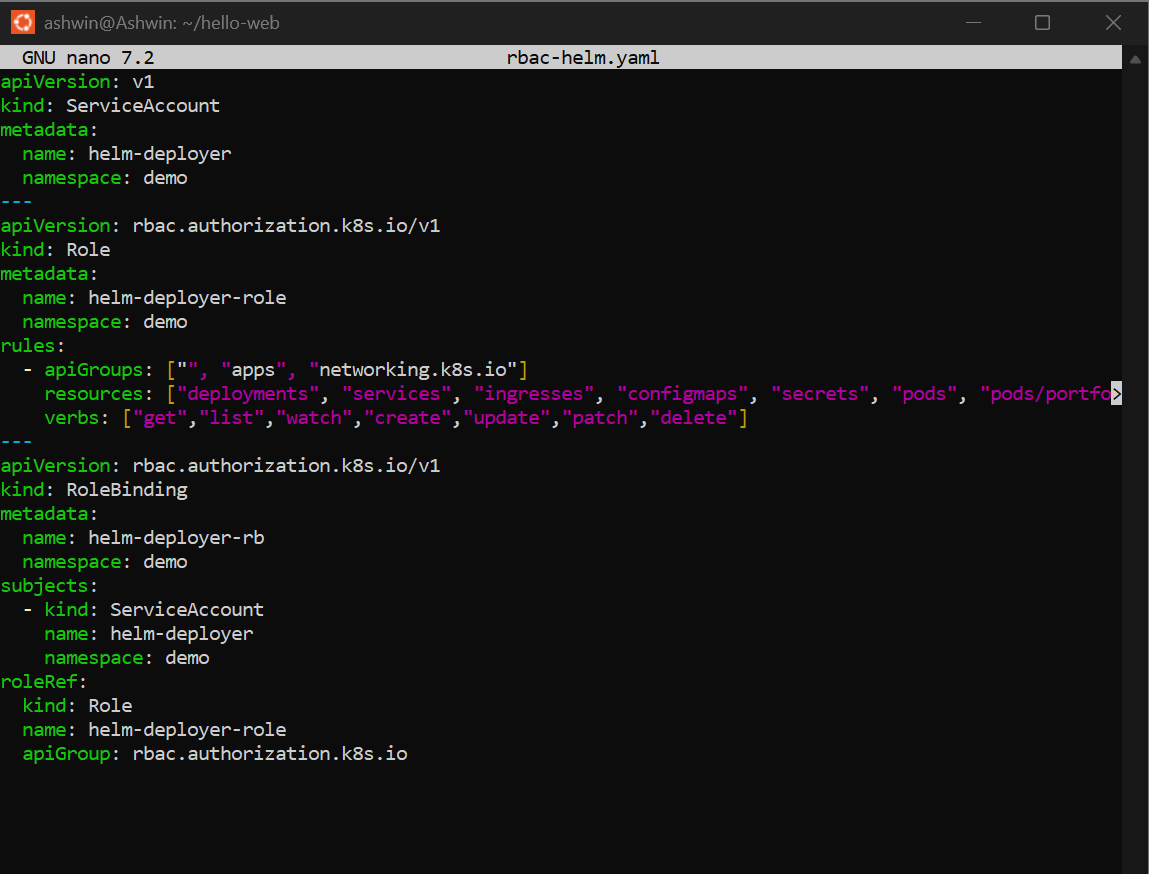 ashwin@Ashwin: ~/hello-web
GNU nano 7.2 rbac-helm.yaml
apiVersion: v1
kind: ServiceAccount
metadata:
  name: helm-deployer
  namespace: demo
---
apiVersion: rbac.authorization.k8s.io/v1
kind: Role
metadata:
  name: helm-deployer-role
  namespace: demo
rules:
  - apiGroups: ["", "apps", "networking.k8s.io"]
    resources: ["deployments", "services", "ingresses", "configmaps", "secrets", "pods", "pods/portfo>
    verbs: ["get","list","watch","create","update","patch","delete"]
---
apiVersion: rbac.authorization.k8s.io/v1
kind: RoleBinding
metadata:
  name: helm-deployer-rb
  namespace: demo
subjects:
  - kind: ServiceAccount
    name: helm-deployer
    namespace: demo
roleRef:
  kind: Role
  name: helm-deployer-role
  apiGroup: rbac.authorization.k8s.io